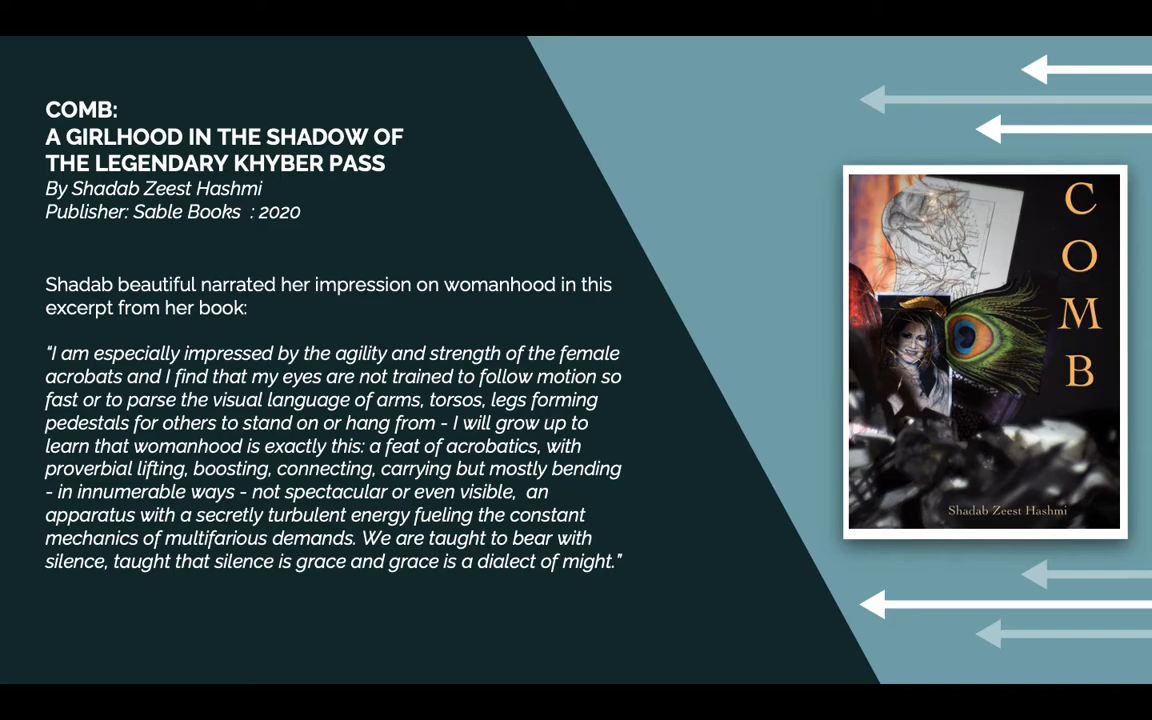 COMB:
A GIRLHOOD IN THE SHADOW OF
THE LEGENDARY KHYBER PASS
By Shadab Zeest Hashmi
Publisher: Sable Books : 2020
Shadab beautiful narrated her impression on womanhood in this
excerpt from her book:
“I am especially impressed by the agility and strength of the female
acrobats and I find that my eyes are not trained to follow motion so
fast or to parse the visual language of arms, torsos, legs forming
pedestals for others to stand on or hang from - I will grow up to
learn that womanhood is exactly this: a feat of acrobatics, with
proverbial lifting, boosting, connecting, carrying but mostly bending
- in innumerable ways - not spectacular or even visible, an
apparatus with a secretly turbulent energy fueling the constant
mechanics of multifarious demands. We are taught to bear with
silence, taught that silence is grace and grace is a dialect of might.”
C
O
M
B
Shadab Zeest Hashmi